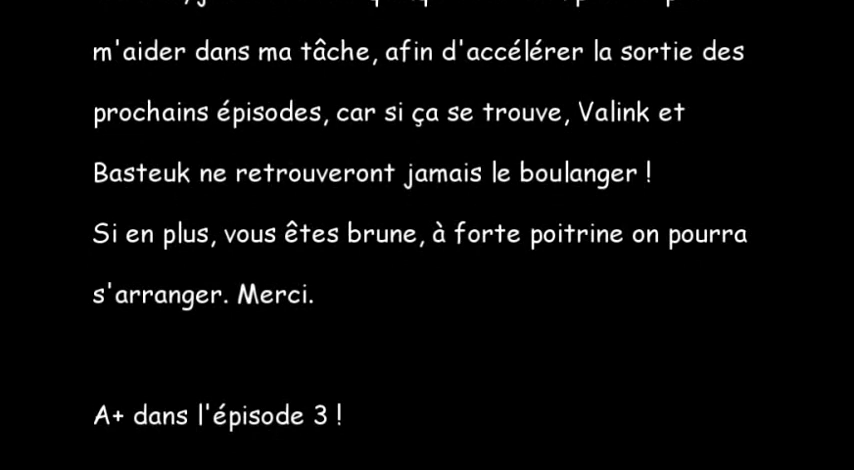 m'aider dans ma tâche, afin d'accélérer la sortie des
prochains épisodes, car si ça se trouve, Valink et
Basteuk ne retrouveront jamais le boulanger !
Si en plus, vous êtes brune, à forte poitrine on pourra
s'arranger. Merci.
A+ dans l'épisode 3 !